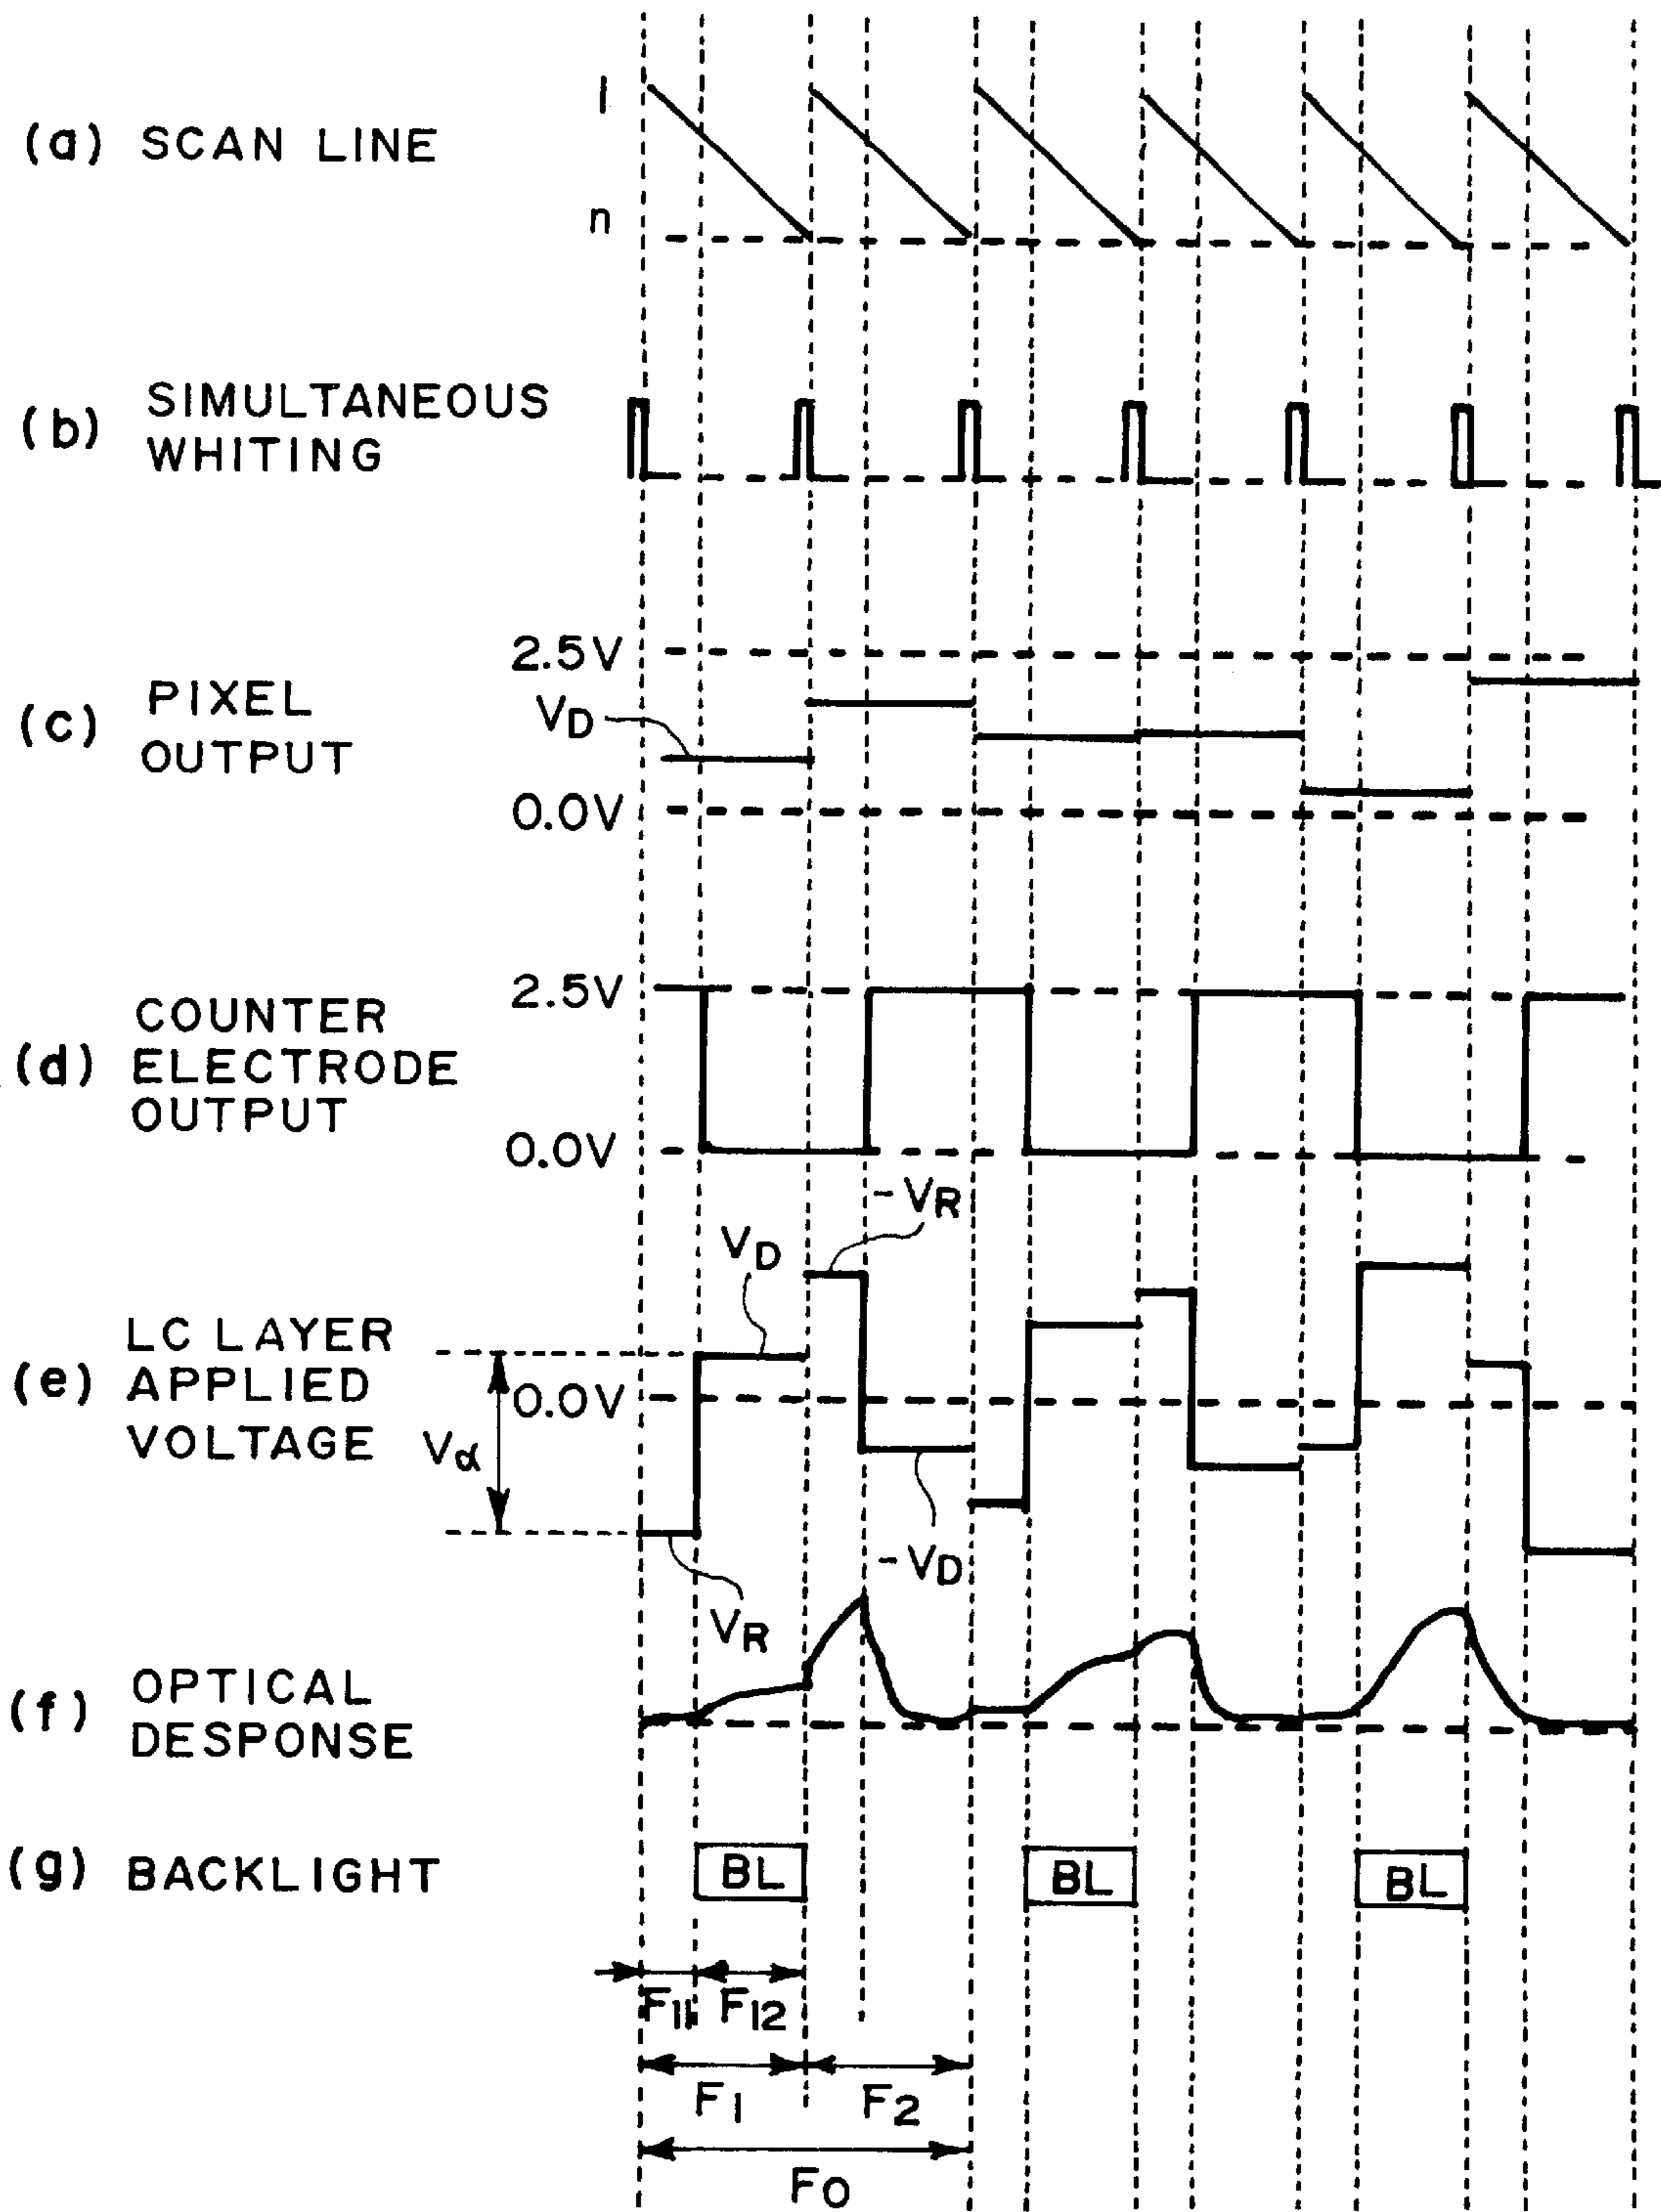 (a) SCAN LINE
l
n
(b) SIMULTANEOUS
WHITING
(c) PIXEL
OUTPUT
2.5V
VD
0.0V
(d) COUNTER
ELECTRODE
OUTPUT
2.5V
0.0V
(e) LC LAYER
APPLIED
VOLTAGE
Vα
0.0V
VD
-VR
-VD
VR
(f) OPTICAL
DESPONSE
(g) BACKLIGHT
BL
BL
BL
F11
F12
F1
F2
F0